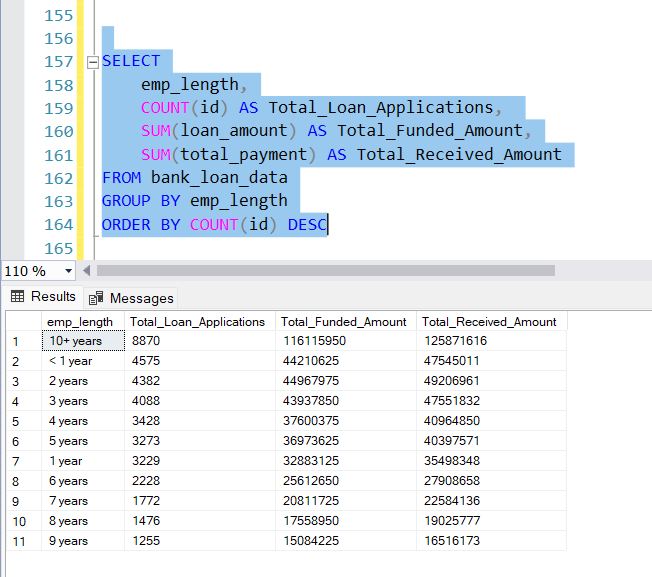 155
156
157 SELECT
158 emp_length,
159 COUNT(id) AS Total_Loan_Applications,
160 SUM(loan_amount) AS Total_Funded_Amount,
161 SUM(total_payment) AS Total_Received_Amount
162 FROM bank_loan_data
163 GROUP BY emp_length
164 ORDER BY COUNT(id) DESC
165
110 %
Results Messages
emp_length Total_Loan_Applications Total_Funded_Amount Total_Received_Amount
1 10+ years 8870 116115950 125871616
2 < 1 year 4575 44210625 47545011
3 2 years 4382 44967975 49206961
4 3 years 4088 43937850 47551832
5 4 years 3428 37600375 40964850
6 5 years 3273 36973625 40397571
7 1 year 3229 32883125 35498348
8 6 years 2228 25612650 27908658
9 7 years 1772 20811725 22584136
10 8 years 1476 17558950 19025777
11 9 years 1255 15084225 16516173